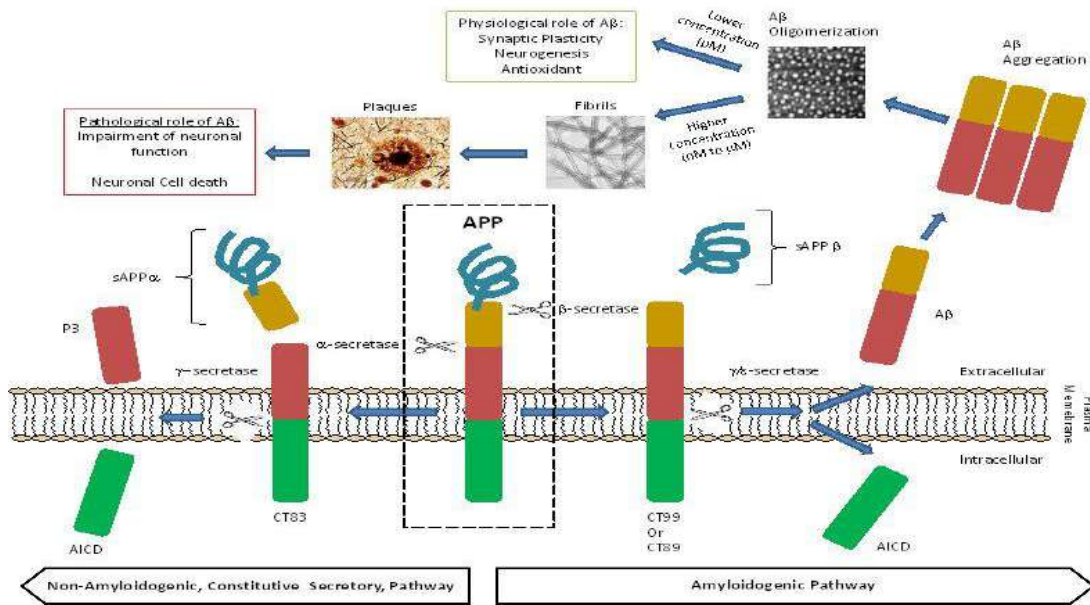 Physiological role of Aβ:
Synaptic Plasticity
Neurogenesis
Antioxidant
Lower
concentration
(pM)
Aβ
Oligomerization
Aβ
Aggregation
Plaques
Fibrils
Higher
Concentration
(nM to μM)
Pathological role of Aβ:
Impairment of neuronal
function
Neuronal Cell death
APP
sAPPα
sAPP β
P3
β-secretase
Aβ
α-secretase
γ-secretase
γ/ε-secretase
Extracellular
Plasma
Memebrane
Intracellular
CT83
CT99
Or
CT89
AICD
AICD
Non-Amyloidogenic, Constitutive Secretory, Pathway
Amyloidogenic Pathway